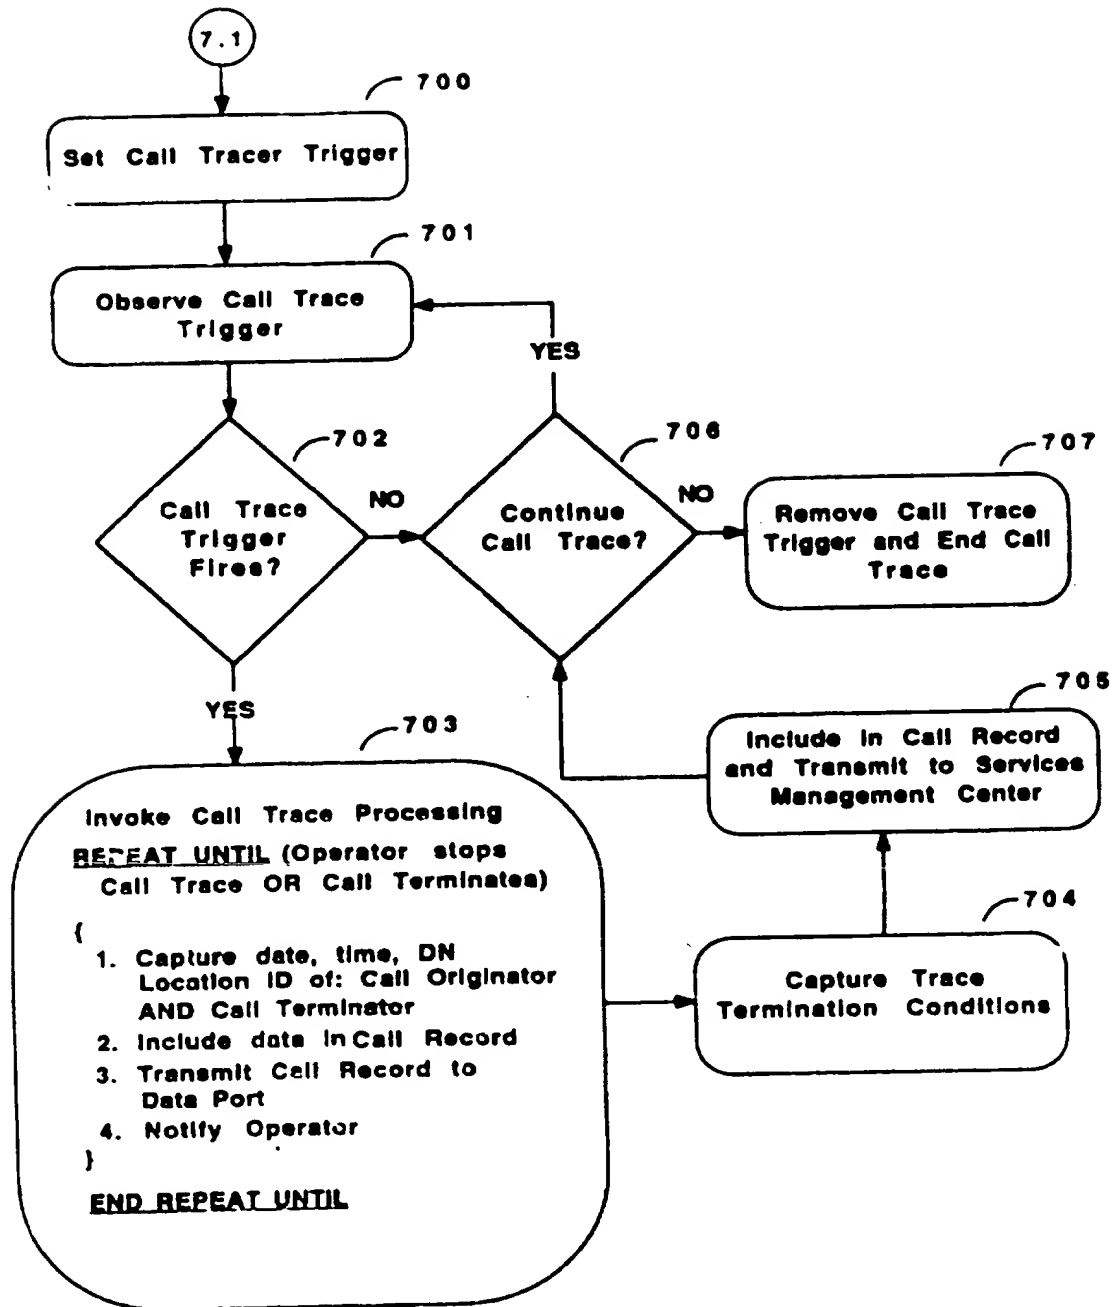 7.1
700
Set Call Tracer Trigger
701
Observe Call Trace
Trigger
YES
702
Call Trace
Trigger
Fires?
NO
706
Continue
Call Trace?
NO
707
Remove Call Trace
Trigger and End Call
Trace
YES
703
Invoke Call Trace Processing
REPEAT UNTIL (Operator stops
Call Trace OR Call Terminates)
{
1. Capture date, time, DN
Location ID of: Call Originator
AND Call Terminator
2. Include data in Call Record
3. Transmit Call Record to
Data Port
4. Notify Operator
}
END REPEAT UNTIL
704
Capture Trace
Termination Conditions
705
Include in Call Record
and Transmit to Services
Management Center